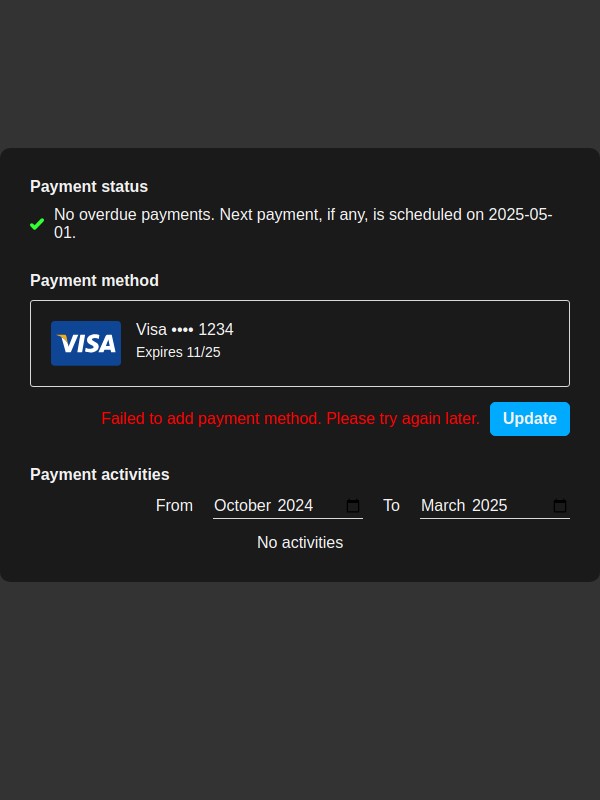 Payment status
No overdue payments. Next payment, if any, is scheduled on 2025-05-
01.
Payment method
VISA
Visa •••• 1234
Expires 11/25
Failed to add payment method. Please try again later. Update
Payment activities
From October 2024 To March 2025
No activities